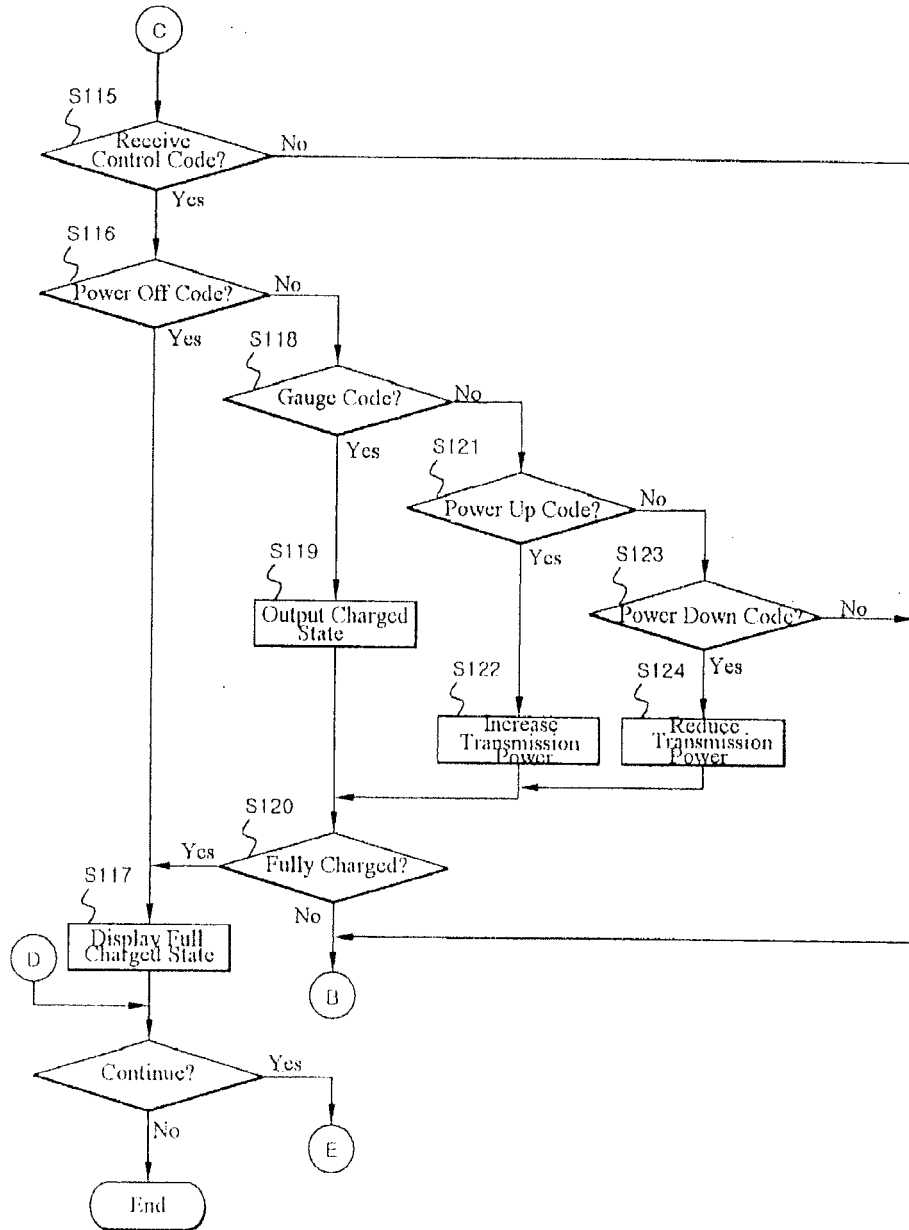 C
S115
Receive
Control Code?
No
Yes
S116
Power Off Code?
No
Yes
S118
Gauge Code?
No
Yes
S121
Power Up Code?
No
Yes
S119
Output Charged
State
S123
Power Down Code?
No
Yes
S122
Increase
Transmission
Power
S124
Reduce
Transmission
Power
S120
Fully Charged?
Yes
No
S117
Display Full
Charged State
D
B
Continue?
Yes
No
E
End